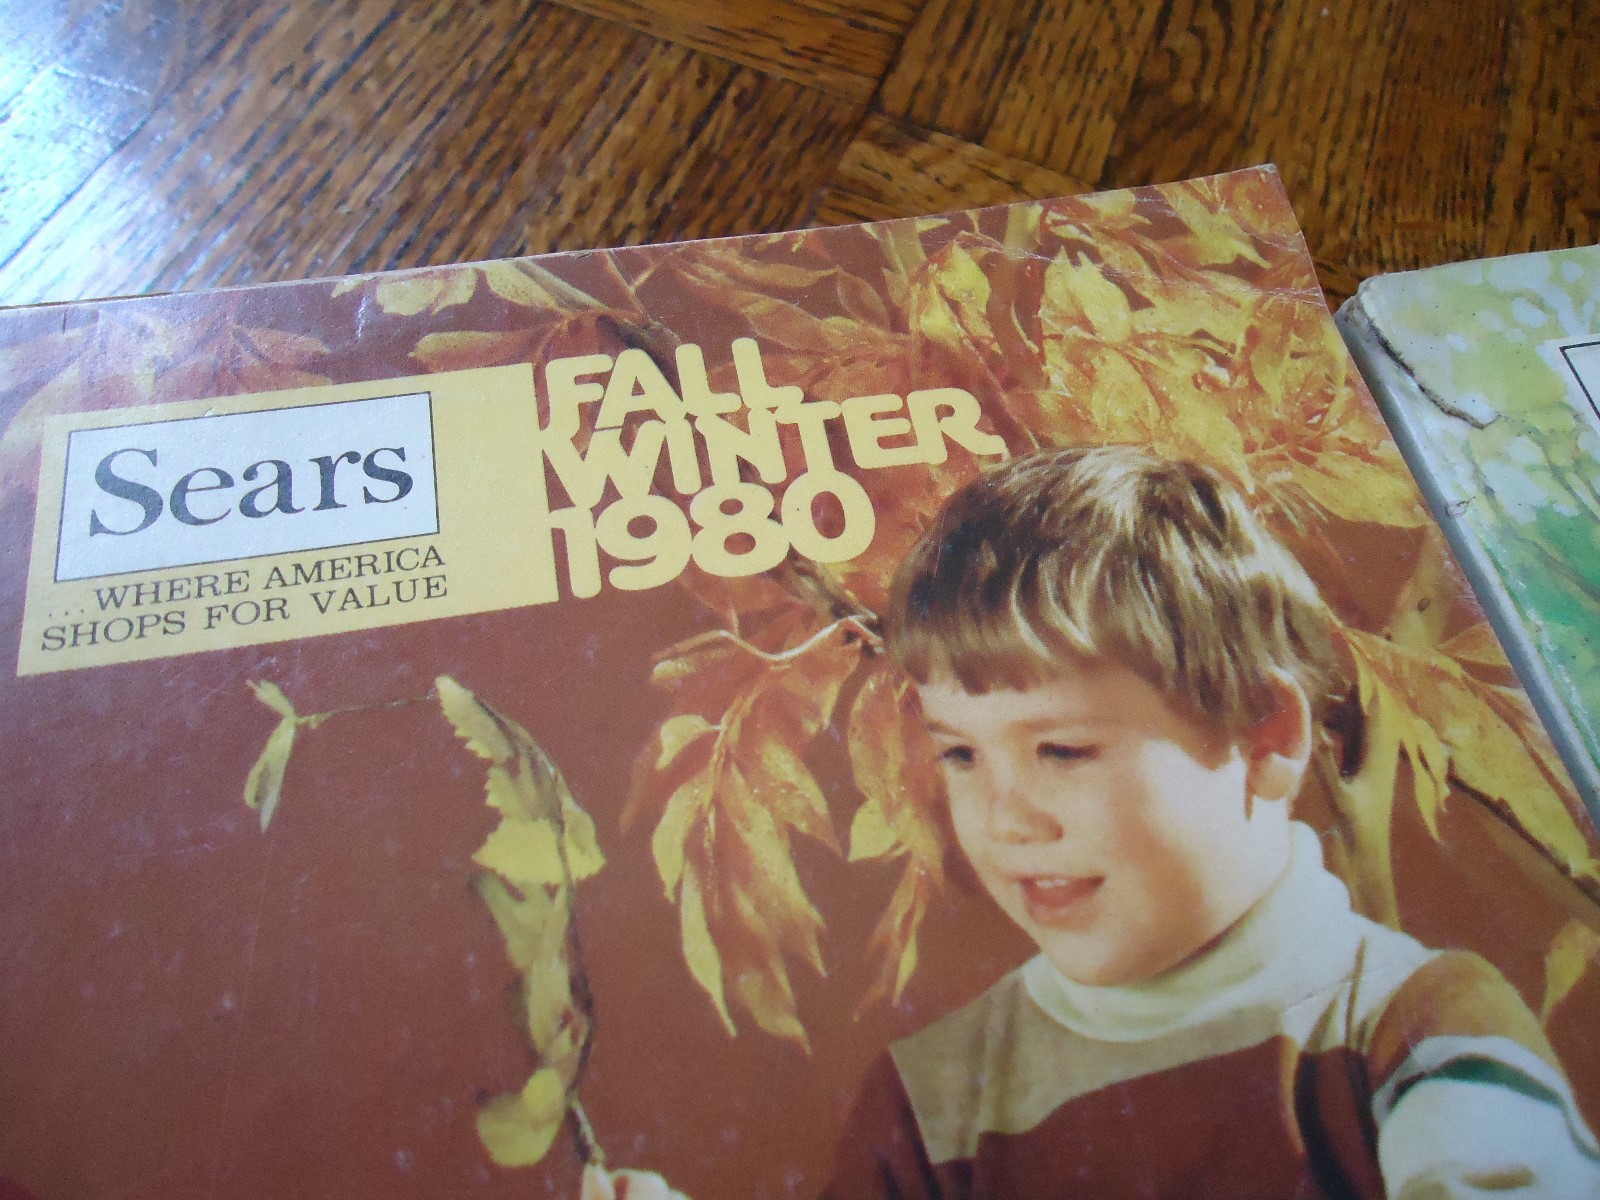 Sears
...WHERE AMERICA
SHOPS FOR VALUE
FALL
WINTER
1980